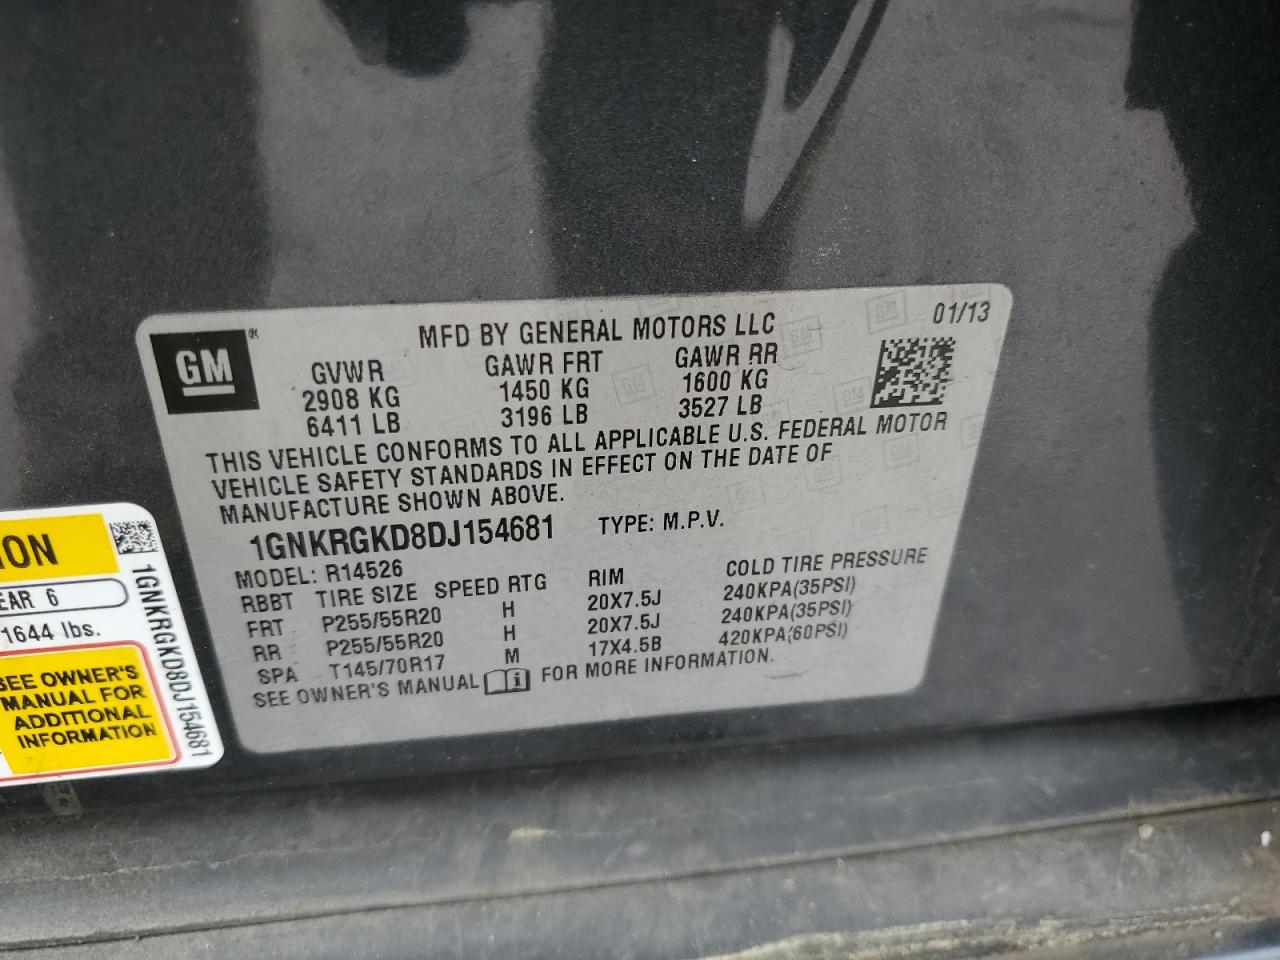 GM®
MFD BY GENERAL MOTORS LLC
01/13
GVWR GAWR FRT GAWR RR
2908 KG 1450 KG 1600 KG
6411 LB 3196 LB 3527 LB
THIS VEHICLE CONFORMS TO ALL APPLICABLE U.S. FEDERAL MOTOR
VEHICLE SAFETY STANDARDS IN EFFECT ON THE DATE OF
MANUFACTURE SHOWN ABOVE.
1GNKRGKD8DJ154681 TYPE: M.P.V.
MODEL: R14526
RBBT TIRE SIZE SPEED RTG RIM COLD TIRE PRESSURE
FRT P255/55R20 H 20X7.5J 240KPA(35PSI)
RR P255/55R20 H 20X7.5J 240KPA(35PSI)
SPA T145/70R17 M 17X4.5B 420KPA(60PSI)
SEE OWNER'S MANUAL i FOR MORE INFORMATION.
ION
EAR 6
1644 lbs.
SEE OWNER'S
MANUAL FOR
ADDITIONAL
INFORMATION
1GNKRGKD8DJ154681